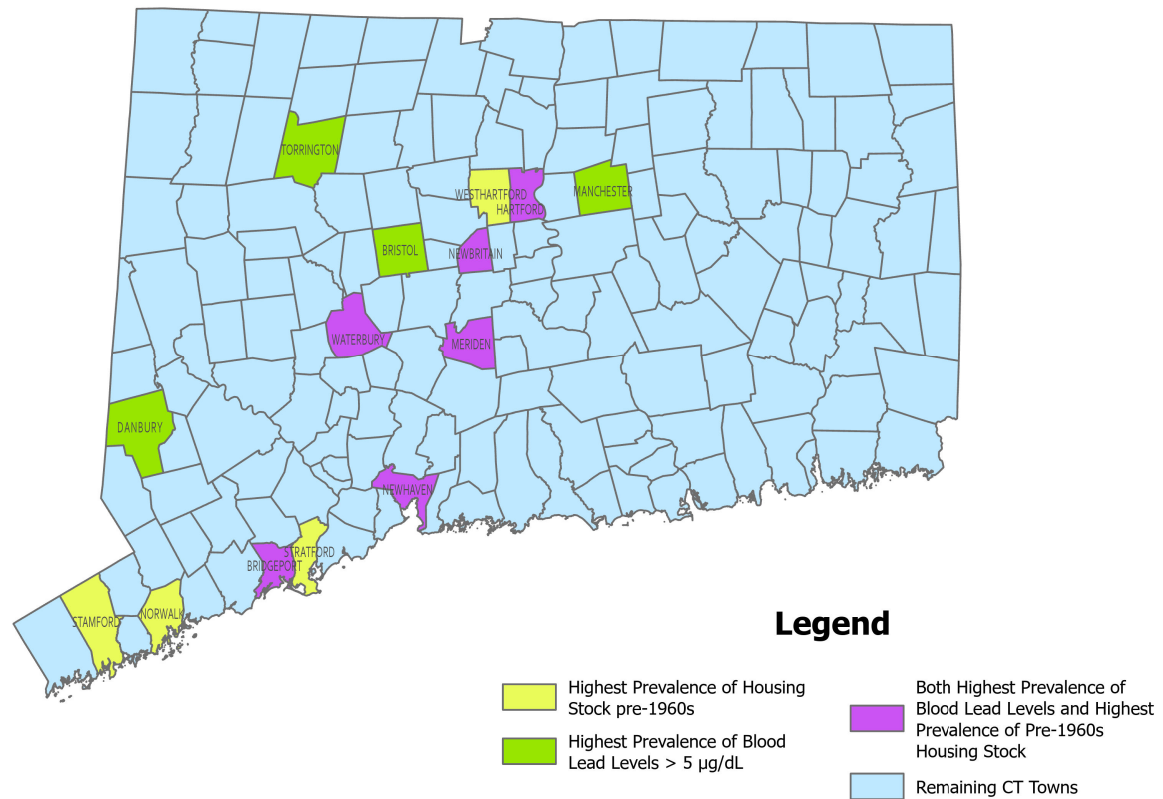 TORRINGTON
WESTHARTFORD
HARTFORD
MANCHESTER
BRISTOL
NEWBRITAIN
WATERBURY
MERIDEN
DANBURY
NEWHAVEN
STRATFORD
BRIDGEPORT
STAMFORD
NORWALK
Legend
Highest Prevalence of Housing
Stock pre-1960s
Highest Prevalence of Blood
Lead Levels > 5 µg/dL
Both Highest Prevalence of
Blood Lead Levels and Highest
Prevalence of Pre-1960s
Housing Stock
Remaining CT Towns